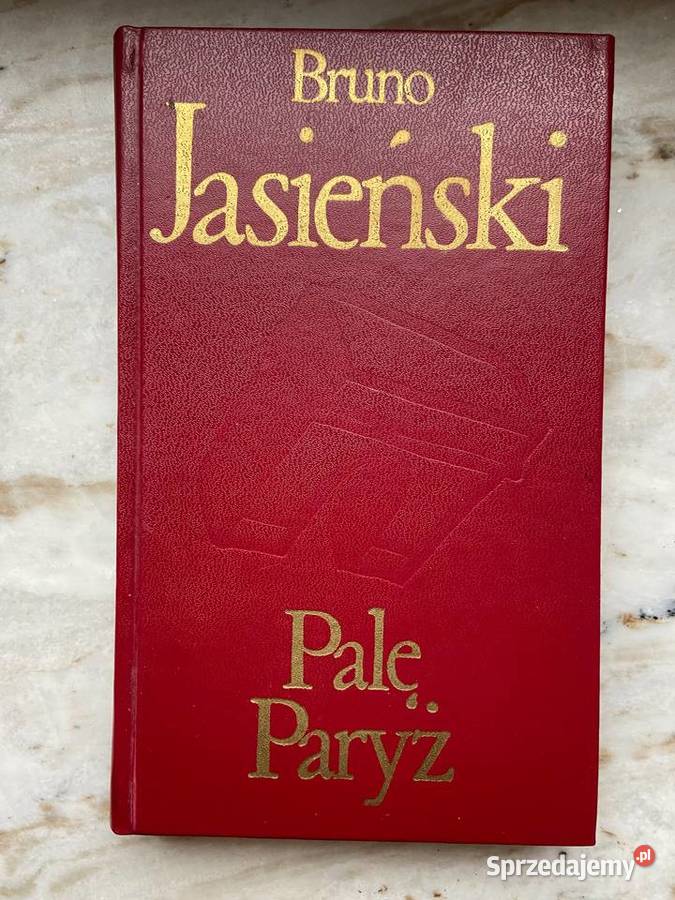 Bruno
Jasieński
Palę
Paryż
Sprzedajemy.pl